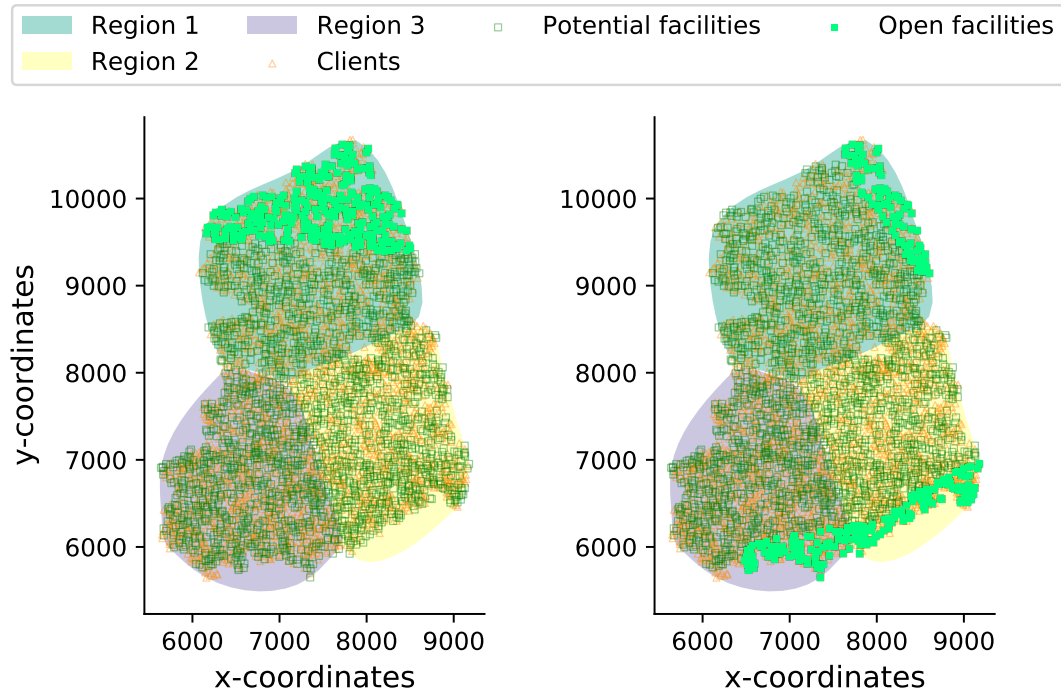 Region 1 Region 3 Potential facilities Open facilities
Region 2 Clients
10000
9000
8000
7000
6000
y-coordinates
6000 7000 8000 9000
x-coordinates
10000
9000
8000
7000
6000
6000 7000 8000 9000
x-coordinates